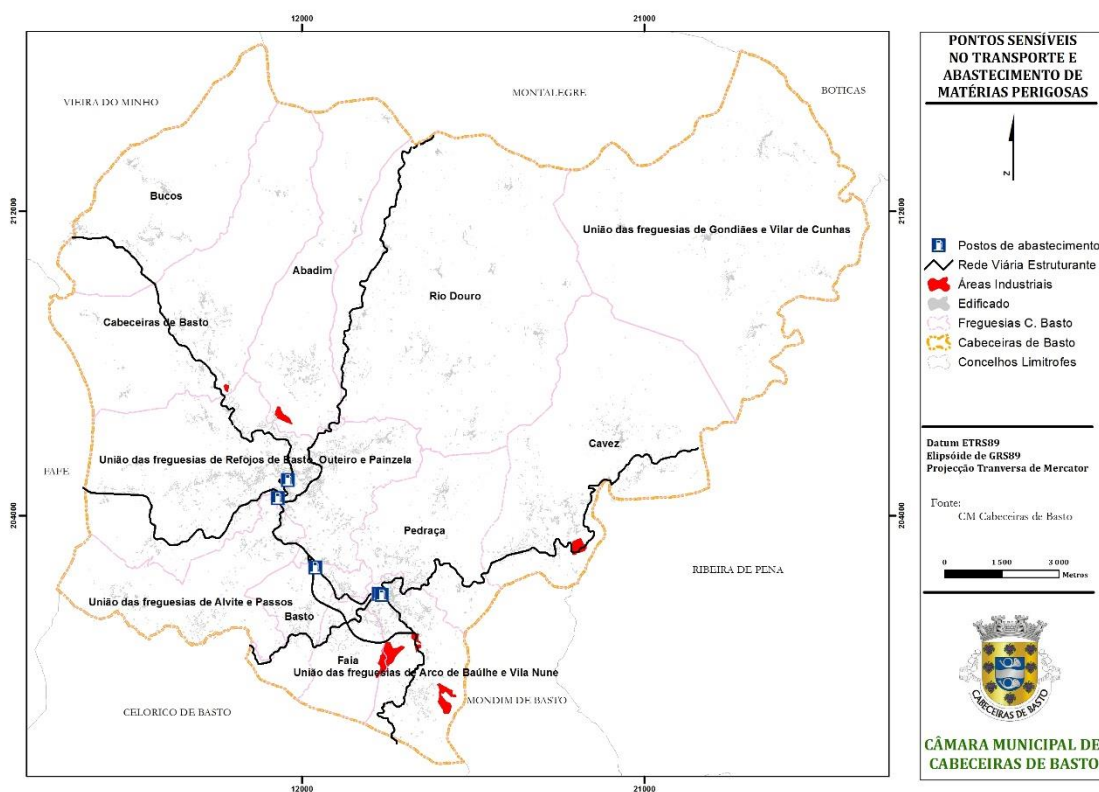 12000
21000
VIEIRA DO MINHO
MONTALEGRE
BOTICAS
Bucos
212000
212000
União das freguesias de Gondiães e Vilar de Cunhas
Abadim
Rio Douro
Cabeceiras de Basto
Cavez
União das freguesias de Refojos de Basto, Outeiro e Painzela
FAFE
204000
204000
Pedraça
RIBEIRA DE PENA
União das freguesias de Alvite e Passos
Basto
Faia
União das freguesias de Arco de Baúlhe e Vila Nune
MONDIM DE BASTO
CELORICO DE BASTO
12000
21000
PONTOS SENSÍVEIS
NO TRANSPORTE E
ABASTECIMENTO DE
MATÉRIAS PERIGOSAS
N
Postos de abastecimento
Rede Viária Estruturante
Áreas Industriais
Edificado
Freguesias C. Basto
Cabeceiras de Basto
Concelhos Limitrofes
Datum ETRS89
Elipsóide de GRS89
Projecção Tranversa de Mercator
Fonte:
CM Cabeceiras de Basto
0 1 500 3 000
Metros
CABECEIRAS DE BASTO
CÂMARA MUNICIPAL DE
CABECEIRAS DE BASTO